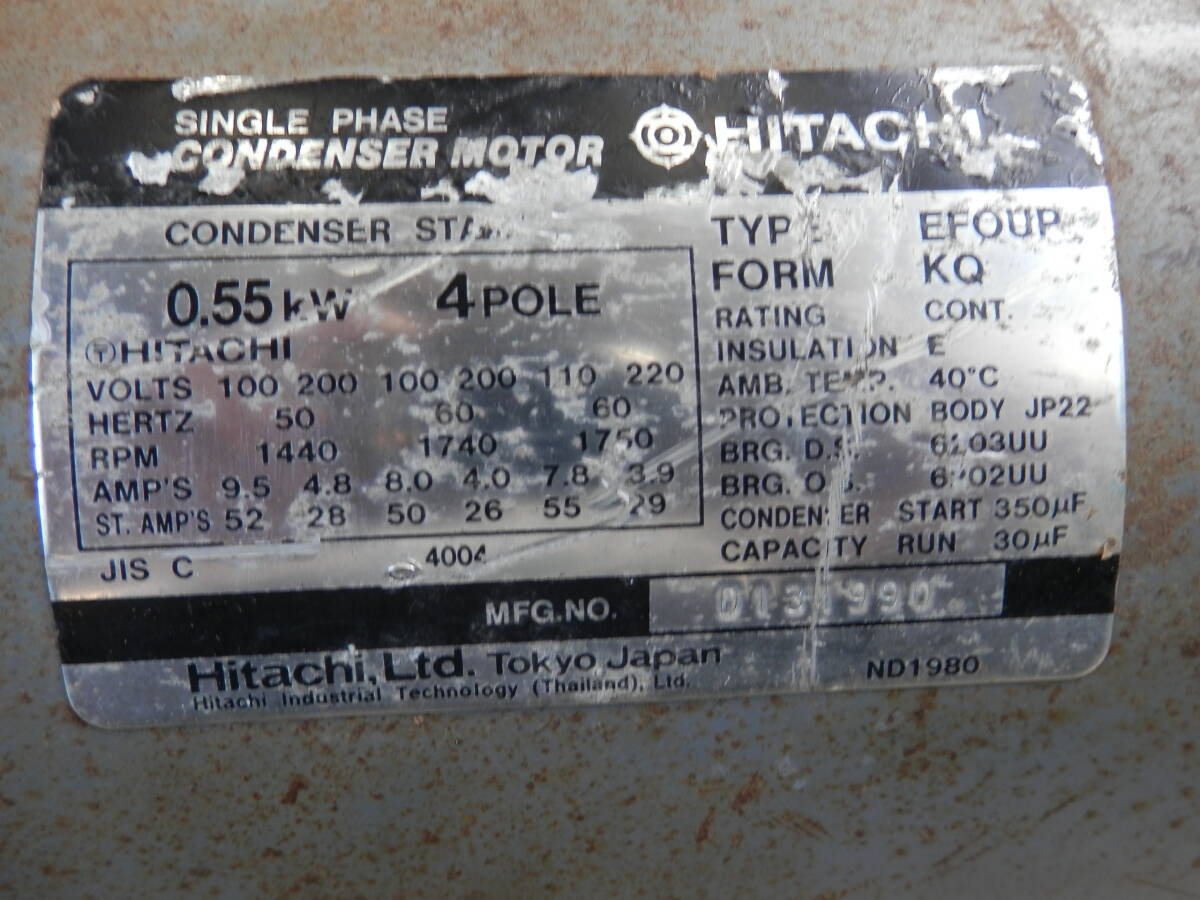 SINGLE PHASE
CONDENSER MOTOR HITACHI
CONDENSER
0.55 kW 4 POLE
HITACHI
VOLTS 100 200 100 200 110 220
HERTZ 50 60 60
RPM 1440 1740 1750
AMP'S 9.5 4.8 8.0 4.0 7.8 3.9
ST. AMP'S 52 28 50 26 55 29
JIS C 4004
TYPE EFOUP
FORM KQ
RATING CONT.
INSULATION E
AMB. TEMP. 40°C
PROTECTION BODY JP22
BRG. D.S.
BRG. O.S.
CONDENSER START 350μF
CAPACITY RUN 30μF
MFG.NO.
Hitachi, Ltd. Tokyo Japan
Hitachi Industrial Technology (Thailand), Ltd.
ND1980